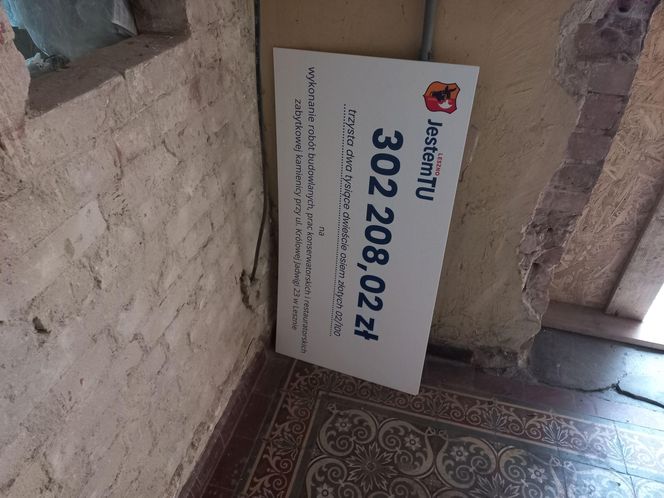 LESZNO
JestemTU
302 208,02 zł
trzysta dwa tysiące dwieście osiem złotych 02/100
na
wykonanie robót budowlanych, prac konserwatorskich i restauratorskich
zabytkowej kamienicy przy ul. Królowej Jadwigi 23 w Lesznie